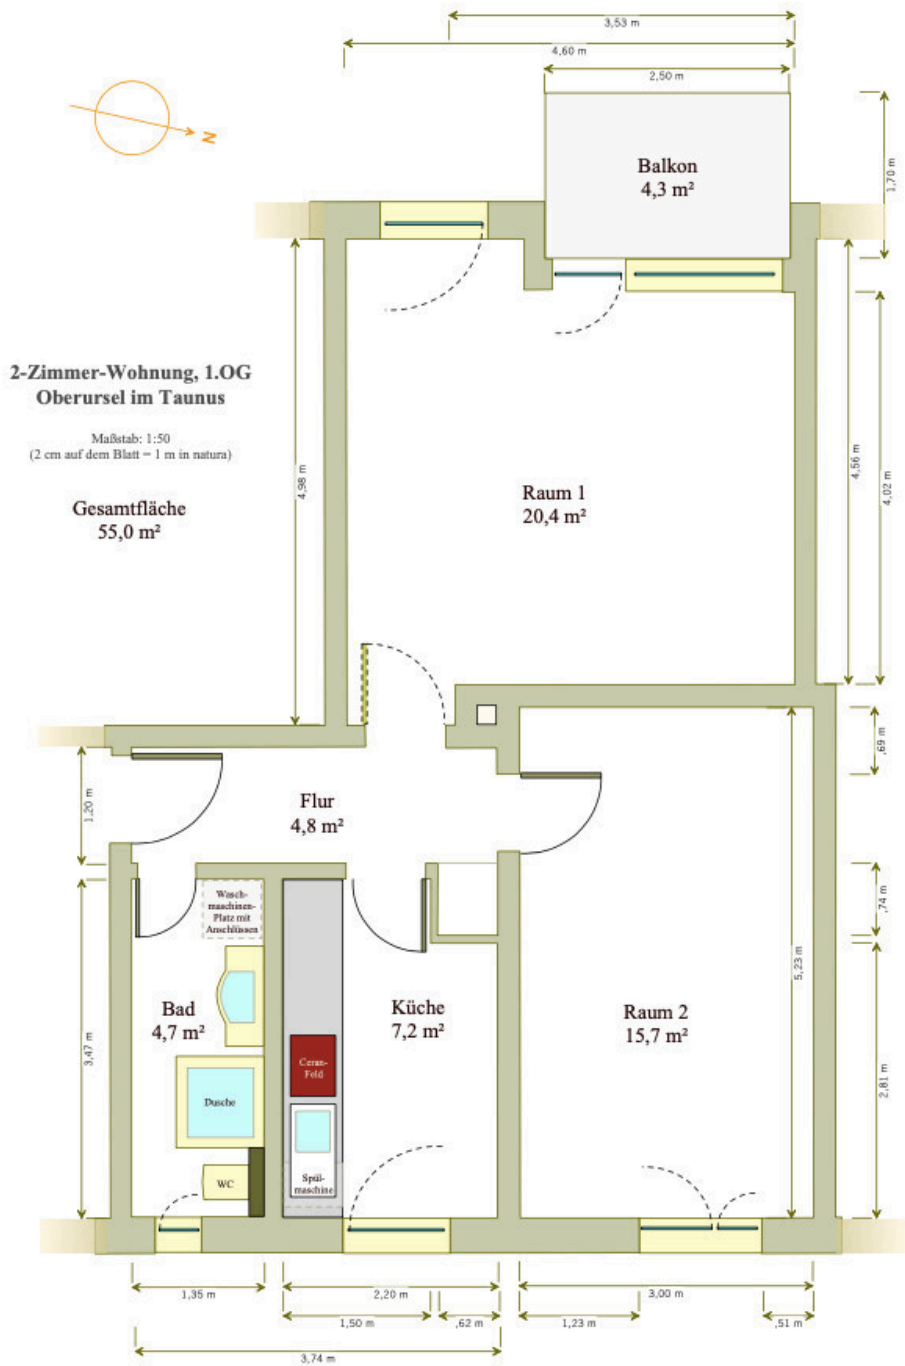 3,53 m
4,60 m
2,50 m
N
Balkon
4,3 m²
1,70 m
2-Zimmer-Wohnung, 1.OG
Oberursel im Taunus
Maßstab: 1:50
(2 cm auf dem Blatt = 1 m in natura)
Gesamtfläche
55,0 m²
4,98 m
Raum 1
20,4 m²
4,56 m
4,02 m
,69 m
1,20 m
Flur
4,8 m²
,74 m
Wasch-
maschinen-
Platz mit
Anschlüssen
5,23 m
Bad
4,7 m²
Küche
7,2 m²
Raum 2
15,7 m²
3,47 m
2,81 m
Ceran-
Feld
Dusche
WC
Spül-
maschine
1,35 m
2,20 m
3,00 m
1,50 m
,62 m
1,23 m
,51 m
3,74 m